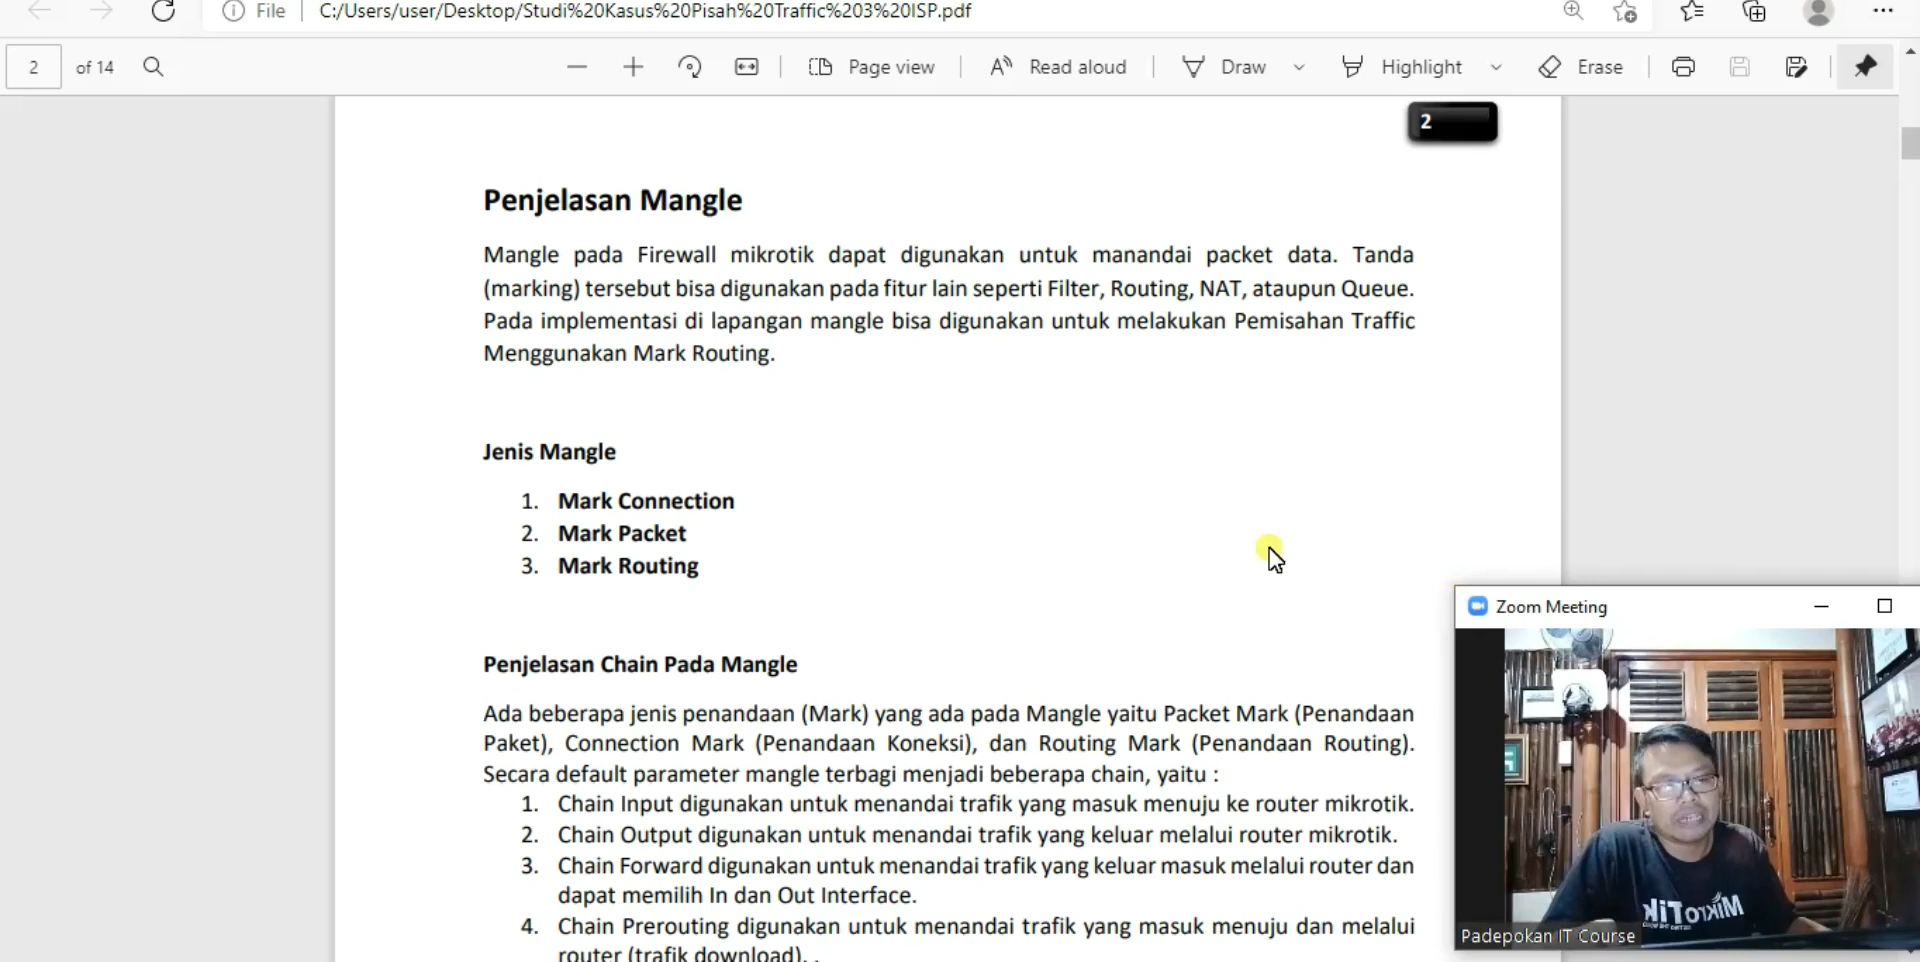 File
C:/Users/user/Desktop/Studi%20Kasus%20Pisah%20Traffic%203%20ISP.pdf
2 of 14
Page view
Read aloud
Draw
Highlight
Erase
2
Penjelasan Mangle
Mangle pada Firewall mikrotik dapat digunakan untuk manandai packet data. Tanda
(marking) tersebut bisa digunakan pada fitur lain seperti Filter, Routing, NAT, ataupun Queue.
Pada implementasi di lapangan mangle bisa digunakan untuk melakukan Pemisahan Traffic
Menggunakan Mark Routing.
Jenis Mangle
1. Mark Connection
2. Mark Packet
3. Mark Routing
Penjelasan Chain Pada Mangle
Ada beberapa jenis penandaan (Mark) yang ada pada Mangle yaitu Packet Mark (Penandaan
Paket), Connection Mark (Penandaan Koneksi), dan Routing Mark (Penandaan Routing).
Secara default parameter mangle terbagi menjadi beberapa chain, yaitu :
1. Chain Input digunakan untuk menandai trafik yang masuk menuju ke router mikrotik.
2. Chain Output digunakan untuk menandai trafik yang keluar melalui router mikrotik.
3. Chain Forward digunakan untuk menandai trafik yang keluar masuk melalui router dan
dapat memilih In dan Out Interface.
4. Chain Prerouting digunakan untuk menandai trafik yang masuk menuju dan melalui
router (trafik download). .
Zoom Meeting
MikroTik
Padepokan IT Course